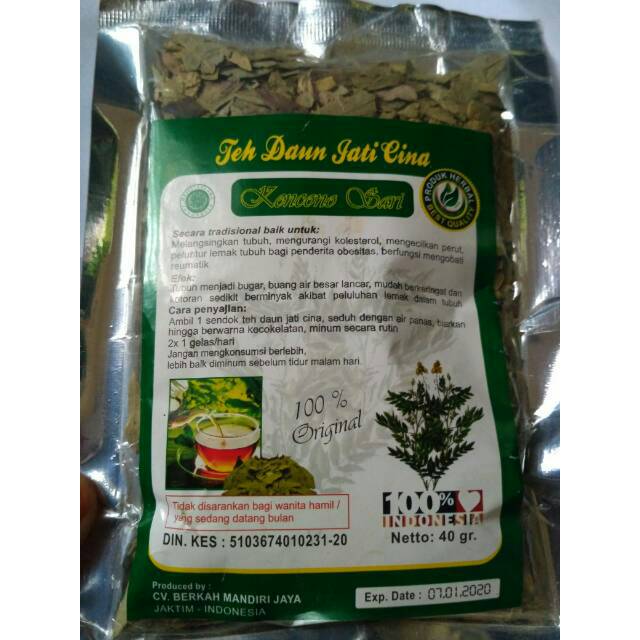 Teh Daun Jati Cina
Koncono Sari
PRODUK HERBAL
BEST QUALITY
Secara tradisional baik untuk:
Melangsingkan tubuh, mengurangi kolesterol, mengecilkan perut,
peluntur lemak tubuh bagi penderita obesitas, berfungsi mengobati
reumatik
Efek:
Tubuh menjadi bugar, buang air besar lancar, mudah berkeringat dan
kotoran sedikit berminyak akibat peluluhan lemak dalam tubuh
Cara penyajian:
Ambil 1 sendok teh daun jati cina, seduh dengan air panas, biarkan
hingga berwarna kecokelatan, minum secara rutin
2x 1 gelas/hari
Jangan mengkonsumsi berlebih,
lebih baik diminum sebelum tidur malam hari.
100 %
Original
Tidak disarankan bagi wanita hamil /
yang sedang datang bulan
100%
INDONESIA
DIN. KES : 5103674010231-20
Netto: 40 gr.
Produced by :
CV. BERKAH MANDIRI JAYA
JAKTIM - INDONESIA
Exp. Date : 07.01.2020